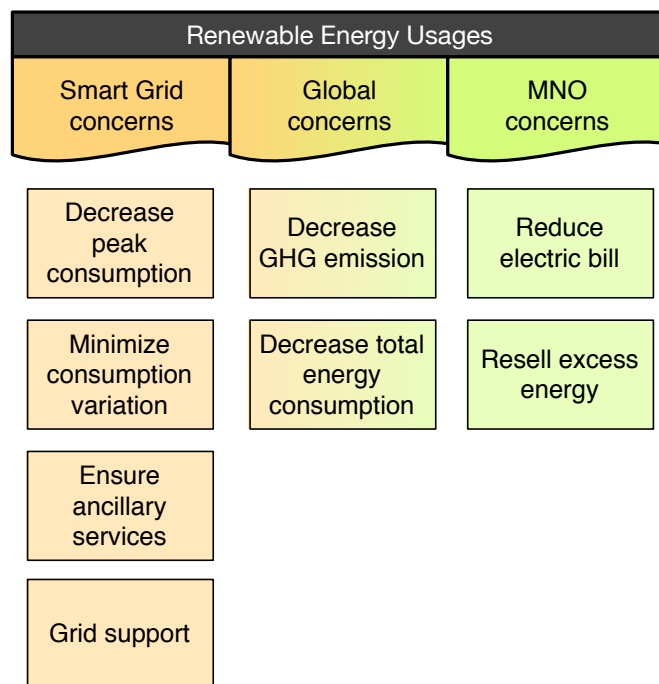 Renewable Energy Usages
Smart Grid
concerns
Global
concerns
MNO
concerns
Decrease
peak
consumption
Decrease
GHG emission
Reduce
electric bill
Minimize
consumption
variation
Decrease total
energy
consumption
Resell excess
energy
Ensure
ancillary
services
Grid support